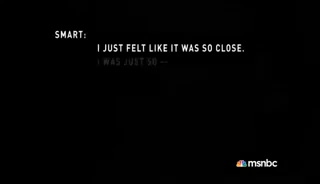 SMART:
I JUST FELT LIKE IT WAS SO CLOSE.
I WAS JUST SO --
msnbc